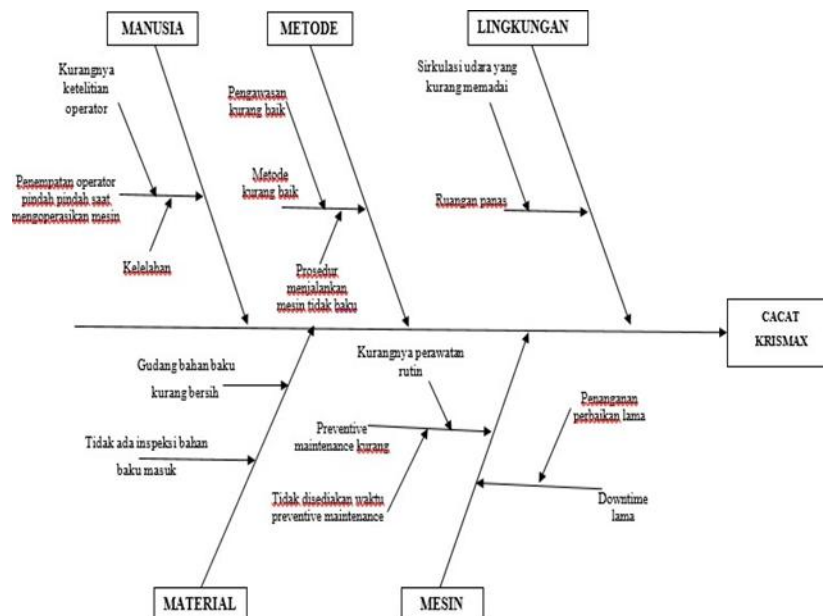 MANUSIA
METODE
LINGKUNGAN
Kurangnya
ketelitian
operator
Pengawasan
kurang baik
Sirkulasi udara yang
kurang memadai
Penempatan operator
pindah pindah saat
mengoperasikan mesin
Metode
kurang baik
Ruangan panas
Kelelahan
Prosedur
menjalankan
mesin tidak baku
CACAT
KRISMAX
Gudang bahan baku
kurang bersih
Kurangnya perawatan
rutin
Penanganan
perbaikan lama
Tidak ada inspeksi bahan
baku masuk
Preventive
maintenance kurang
Tidak disediakan waktu
preventive maintenance
Downtime
lama
MATERIAL
MESIN